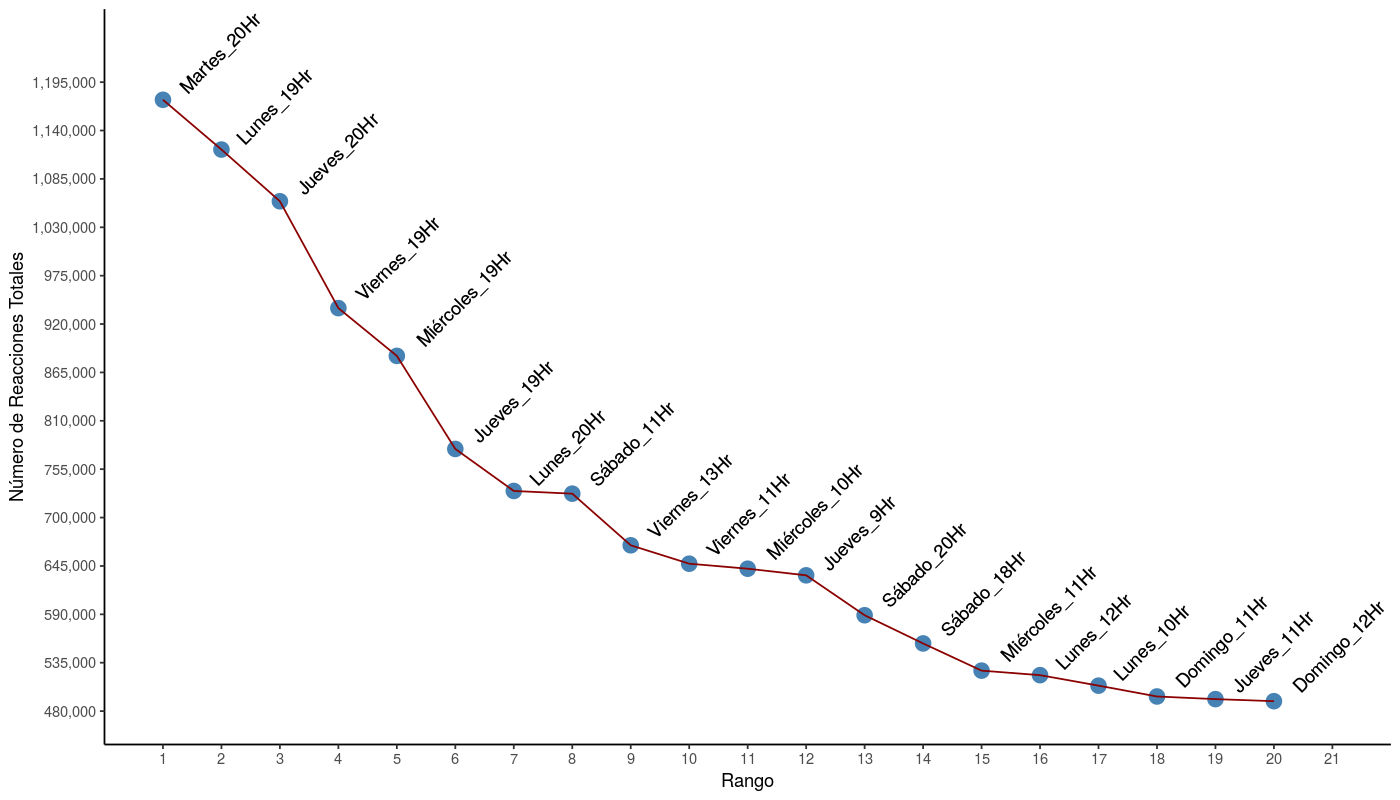 Número de Reacciones Totales
1,195,000
1,140,000
1,085,000
1,030,000
975,000
920,000
865,000
810,000
755,000
700,000
645,000
590,000
535,000
480,000
Martes_20Hr
Lunes_19Hr
Jueves_20Hr
Viernes_19Hr
Miércoles_19Hr
Jueves_19Hr
Lunes_20Hr
Sábado_11Hr
Viernes_13Hr
Viernes_11Hr
Miércoles_10Hr
Jueves_9Hr
Sábado_20Hr
Sábado_18Hr
Miércoles_11Hr
Lunes_12Hr
Lunes_10Hr
Domingo_11Hr
Jueves_11Hr
Domingo_12Hr
1 2 3 4 5 6 7 8 9 10 11 12 13 14 15 16 17 18 19 20 21
Rango